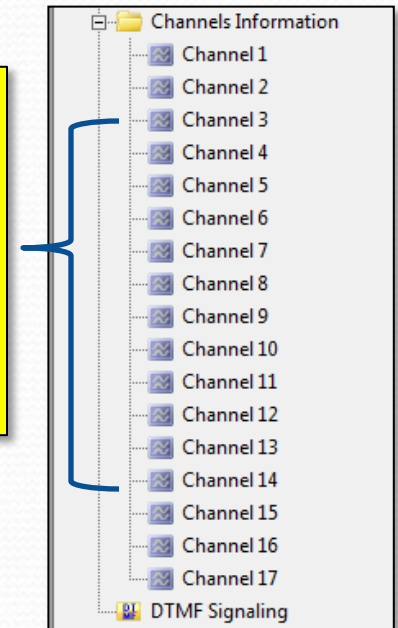 Channels Information
Channel 1
Channel 2
Channel 3
Channel 4
Channel 5
Channel 6
Channel 7
Channel 8
Channel 9
Channel 10
Channel 11
Channel 12
Channel 13
Channel 14
Channel 15
Channel 16
Channel 17
DTMF Signaling